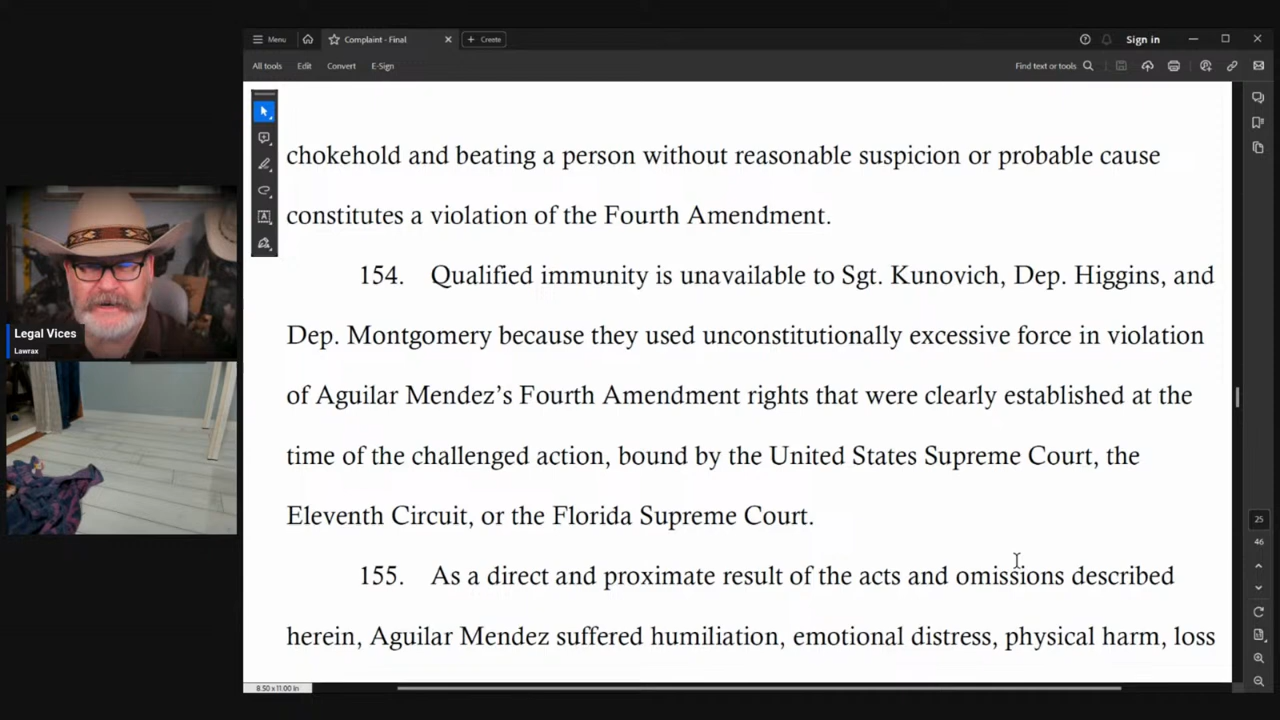 Menu
Complaint - Final
Create
Sign in
All tools
Edit
Convert
E-Sign
Find text or tools
chokehold and beating a person without reasonable suspicion or probable cause
constitutes a violation of the Fourth Amendment.
154. Qualified immunity is unavailable to Sgt. Kunovich, Dep. Higgins, and
Dep. Montgomery because they used unconstitutionally excessive force in violation
of Aguilar Mendez’s Fourth Amendment rights that were clearly established at the
time of the challenged action, bound by the United States Supreme Court, the
Eleventh Circuit, or the Florida Supreme Court.
155. As a direct and proximate result of the acts and omissions described
herein, Aguilar Mendez suffered humiliation, emotional distress, physical harm, loss
Legal Vices
Lawrax
25
46
8.50 x 11.00 in